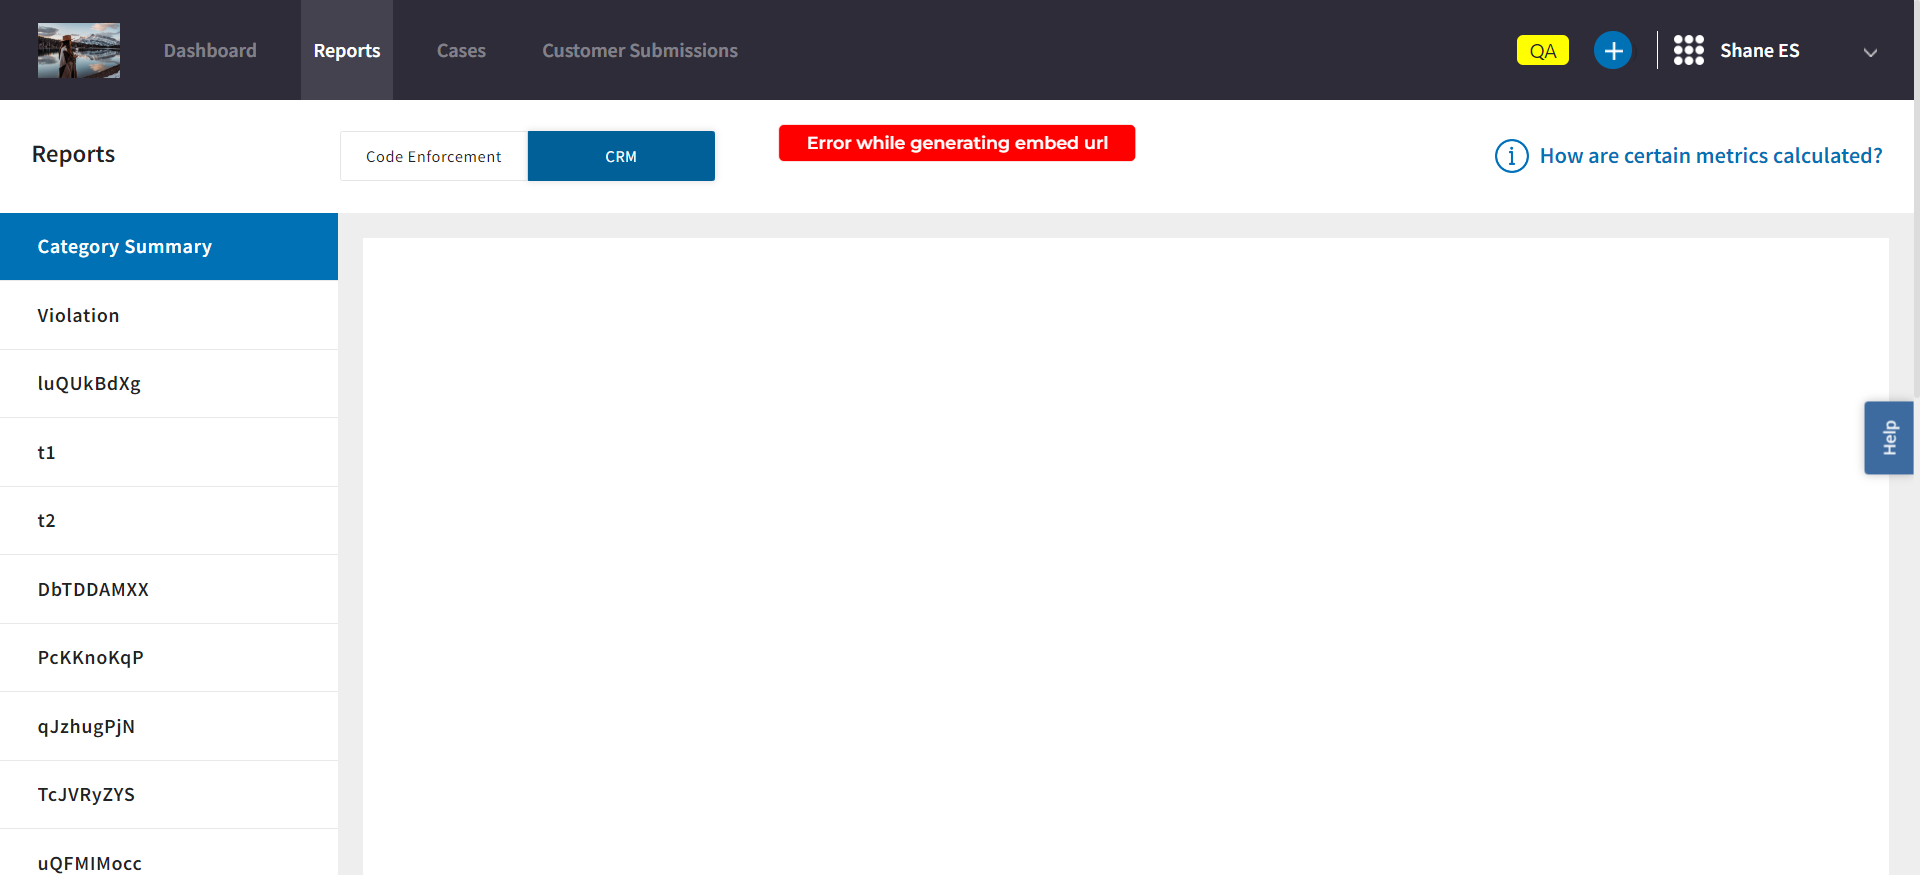 Dashboard
Reports
Cases
Customer Submissions
QA
Shane ES
Reports
Code Enforcement
CRM
Error while generating embed url
How are certain metrics calculated?
Category Summary
Violation
luQUkBdXg
t1
t2
DbTDDAMXX
PcKKnoKqP
qJzhugPjN
TcJVRyZYS
uQFMIMocc
Help